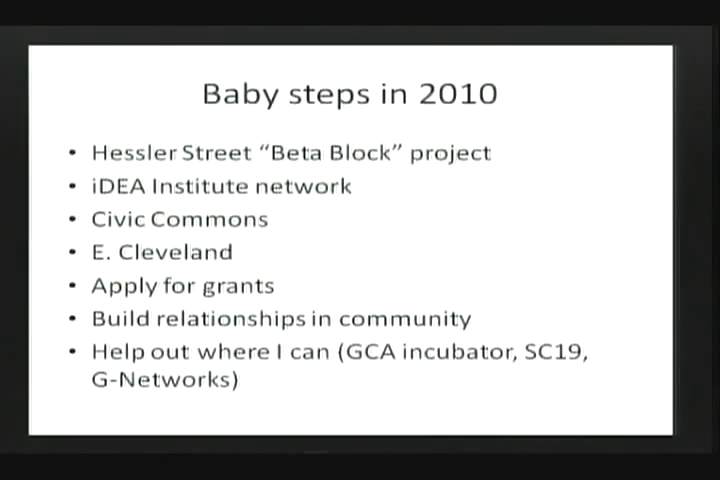 Baby steps in 2010
• Hessler Street “Beta Block” project
• iDEA Institute network
• Civic Commons
• E. Cleveland
• Apply for grants
• Build relationships in community
• Help out where I can (GCA incubator, SC19,
G-Networks)